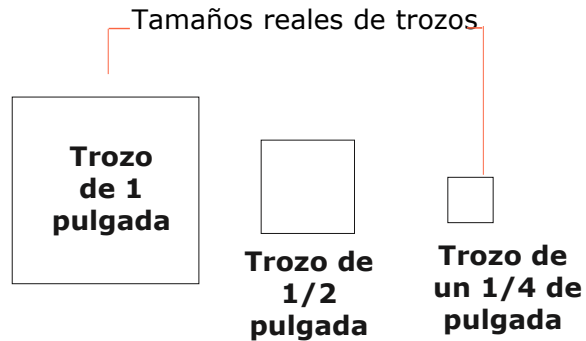 Tamaños reales de trozos
Trozo
de 1
pulgada
Trozo de
1/2
pulgada
Trozo de
un 1/4 de
pulgada